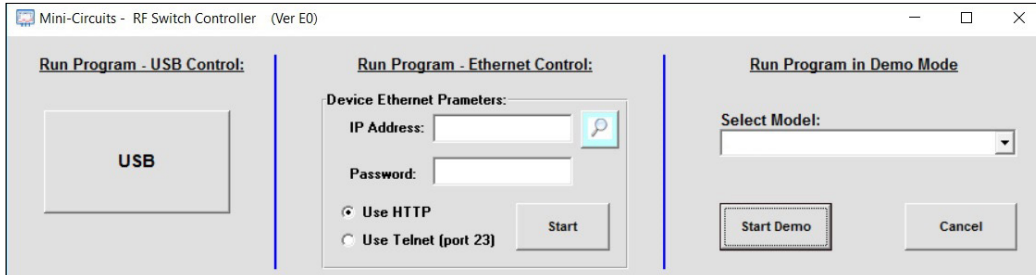 Mini-Circuits - RF Switch Controller (Ver E0)
Run Program - USB Control:
USB
Run Program - Ethernet Control:
Device Ethernet Prameters:
IP Address:
Password:
Use HTTP
Use Telnet (port 23)
Start
Run Program in Demo Mode
Select Model:
Start Demo
Cancel